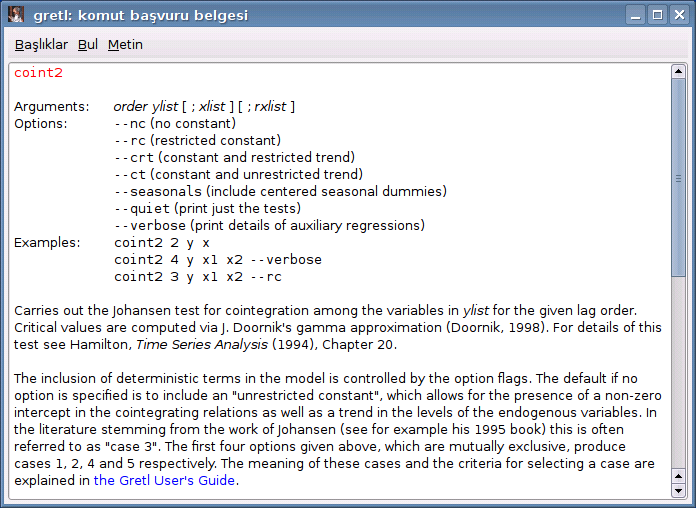 gretl: komut başvuru belgesi
Başlıklar Bul Metin
coint2
Arguments: order ylist [ ; xlist ] [ ; rxlist ]
Options: --nc (no constant)
--rc (restricted constant)
--crt (constant and restricted trend)
--ct (constant and unrestricted trend)
--seasonals (include centered seasonal dummies)
--quiet (print just the tests)
--verbose (print details of auxiliary regressions)
Examples: coint2 2 y x
coint2 4 y x1 x2 --verbose
coint2 3 y x1 x2 --rc
Carries out the Johansen test for cointegration among the variables in ylist for the given lag order.
Critical values are computed via J. Doornik's gamma approximation (Doornik, 1998). For details of this
test see Hamilton, Time Series Analysis (1994), Chapter 20.
The inclusion of deterministic terms in the model is controlled by the option flags. The default if no
option is specified is to include an "unrestricted constant", which allows for the presence of a non-zero
intercept in the cointegrating relations as well as a trend in the levels of the endogenous variables. In
the literature stemming from the work of Johansen (see for example his 1995 book) this is often
referred to as "case 3". The first four options given above, which are mutually exclusive, produce
cases 1, 2, 4 and 5 respectively. The meaning of these cases and the criteria for selecting a case are
explained in the Gretl User's Guide.